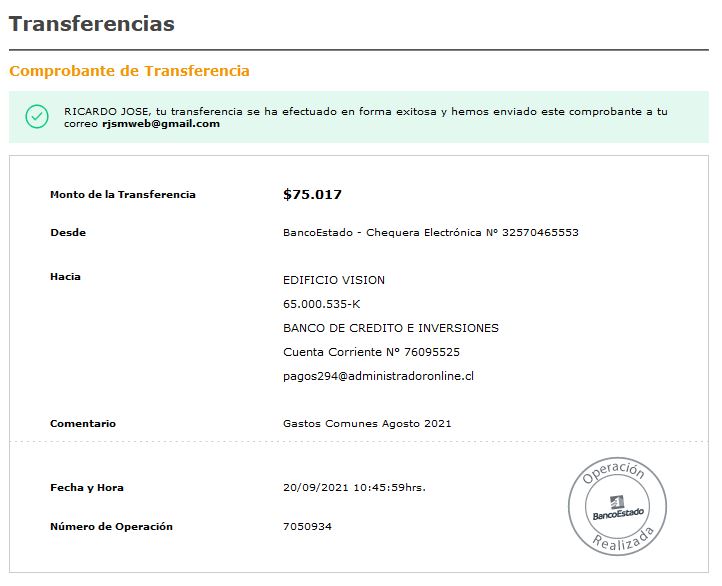 Transferencias
Comprobante de Transferencia
RICARDO JOSE, tu transferencia se ha efectuado en forma exitosa y hemos enviado este comprobante a tu
correo rjsmweb@gmail.com
Monto de la Transferencia $75.017
Desde BancoEstado - Chequera Electrónica Nº 32570465553
Hacia EDIFICIO VISION
65.000.535-K
BANCO DE CREDITO E INVERSIONES
Cuenta Corriente Nº 76095525
pagos294@administradoronline.cl
Comentario Gastos Comunes Agosto 2021
Fecha y Hora 20/09/2021 10:45:59hrs.
Número de Operación 7050934
Operación
BancoEstado
Realizada